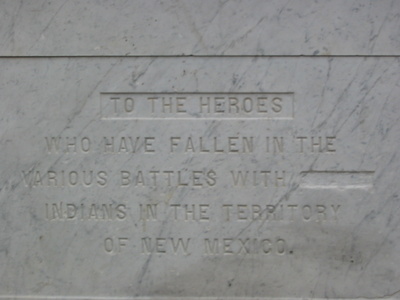 TO THE HEROES
WHO HAVE FALLEN IN THE
VARIOUS BATTLES WITH
INDIANS IN THE TERRITORY
OF NEW MEXICO.